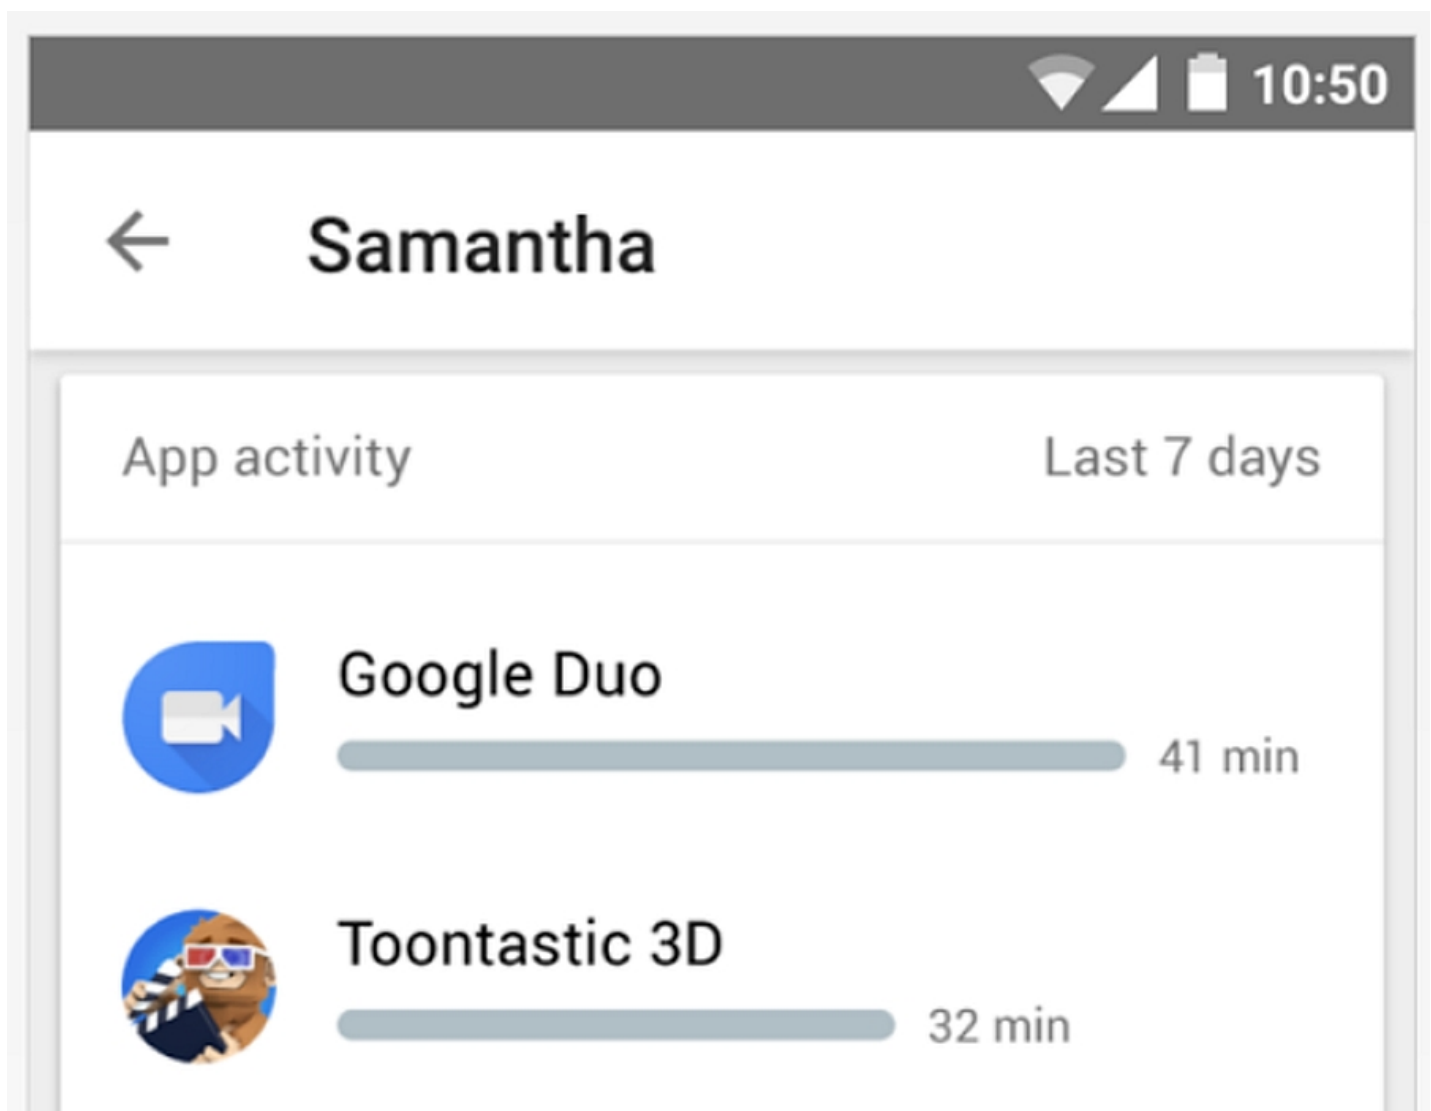 10:50
Samantha
App activity Last 7 days
Google Duo
41 min
Toontastic 3D
32 min